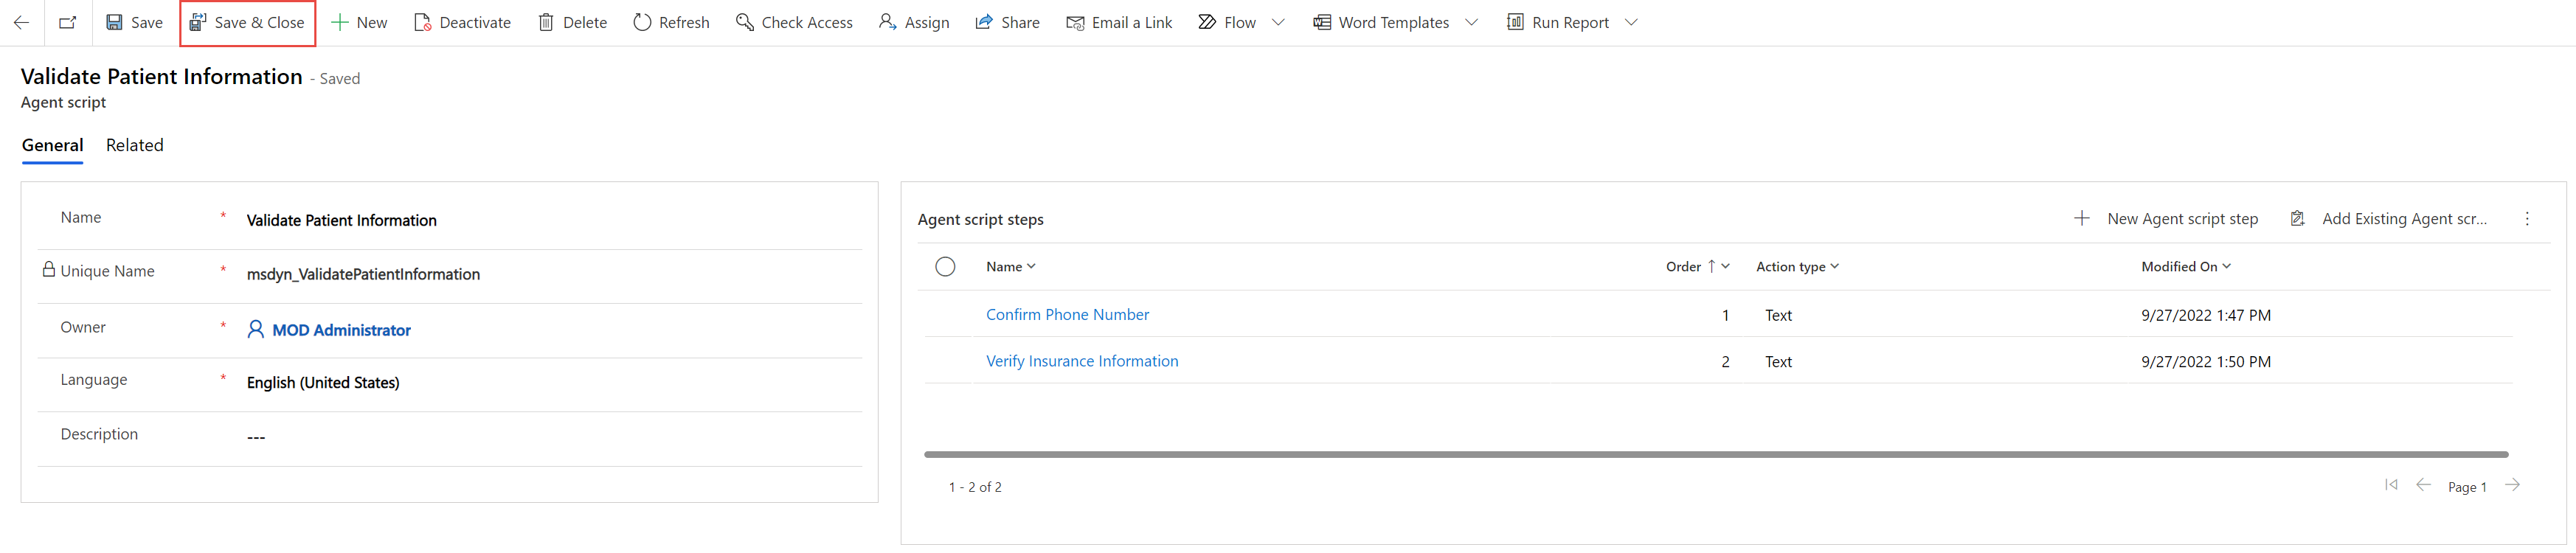 Save Save & Close New Deactivate Delete Refresh Check Access Assign Share Email a Link Flow Word Templates Run Report
Validate Patient Information - Saved
Agent script
General Related
Name * Validate Patient Information
Unique Name * msdyn_ValidatePatientInformation
Owner * MOD Administrator
Language * English (United States)
Description ---
Agent script steps New Agent script step Add Existing Agent scr...
Name Order Action type Modified On
Confirm Phone Number 1 Text 9/27/2022 1:47 PM
Verify Insurance Information 2 Text 9/27/2022 1:50 PM
1 - 2 of 2 Page 1